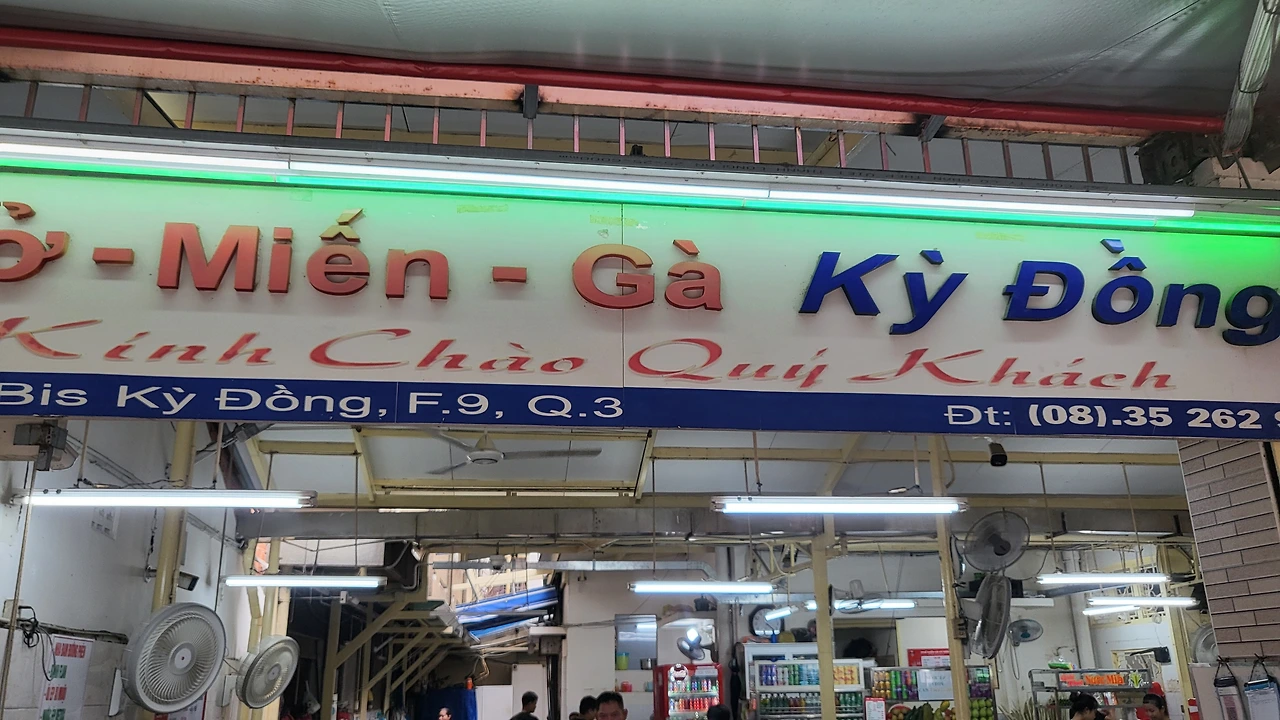 ở - Miến - Gà Kỳ Đồng
Kính Chào Quý Khách
Bis Kỳ Đồng, F.9, Q.3
Đt: (08).35 262